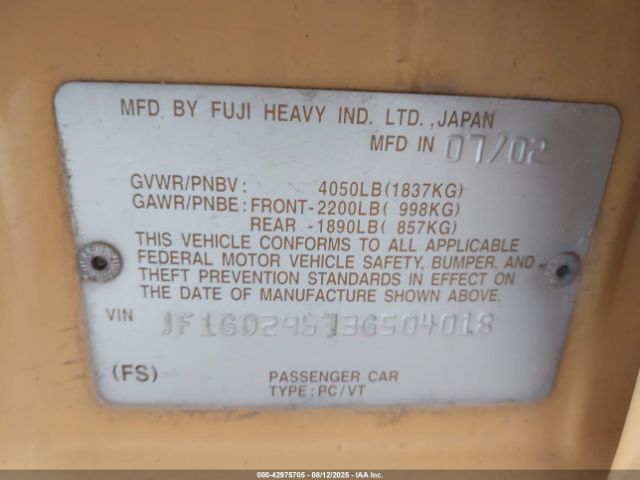 MFD. BY FUJI HEAVY IND. LTD., JAPAN
MFD IN 07/02
GVWR/PNBV: 4050LB(1837KG)
GAWR/PNBE: FRONT-2200LB( 998KG)
REAR -1890LB( 857KG)
THIS VEHICLE CONFORMS TO ALL APPLICABLE
FEDERAL MOTOR VEHICLE SAFETY, BUMPER, AND
THEFT PREVENTION STANDARDS IN EFFECT ON
THE DATE OF MANUFACTURE SHOWN ABOVE.
VIN JF1GD29673G504018
(FS) PASSENGER CAR
TYPE: PC/VT
000-42975705 - 08/12/2025 - IAA Inc.